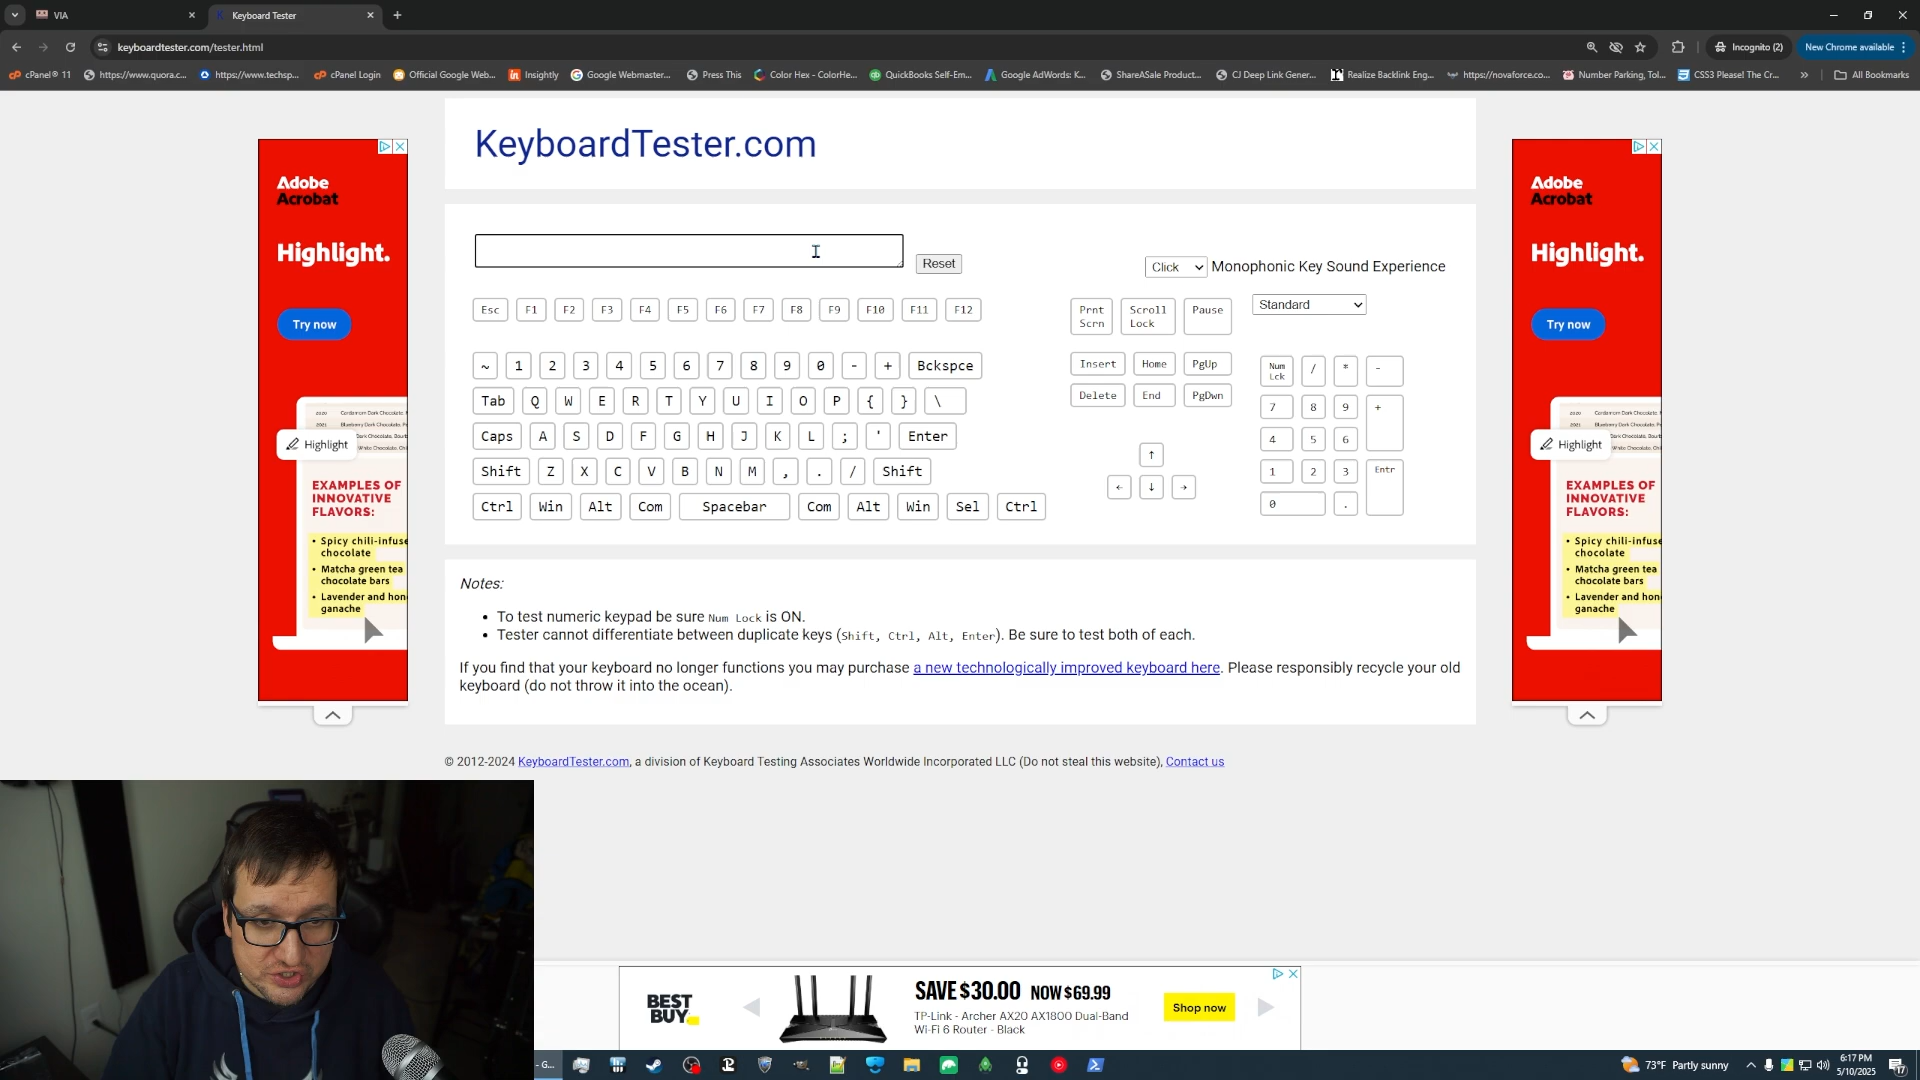 VIA
Keyboard Tester
keyboardtester.com/tester.html
Incognito (2)
New Chrome available
cPanel® 11
https://www.quora.c...
https://www.techsp...
cPanel Login
Official Google Web...
Insightly
Google Webmaster...
Press This
Color Hex - ColorHe...
QuickBooks Self-Em...
Google AdWords: K...
ShareASale Product...
CJ Deep Link Gener...
Realize Backlink Eng...
https://novaforce.co...
Number Parking, Tol...
CSS3 Please! The Cr...
All Bookmarks
KeyboardTester.com
Reset
Click
Monophonic Key Sound Experience
Standard
Esc F1 F2 F3 F4 F5 F6 F7 F8 F9 F10 F11 F12
Prnt Scrn
Scroll Lock
Pause
~ 1 2 3 4 5 6 7 8 9 0 - + Bckspce
Insert Home PgUp
Num Lck / * -
Tab Q W E R T Y U I O P { } \
Delete End PgDwn
7 8 9 +
Caps A S D F G H J K L ; ' Enter
4 5 6
Shift Z X C V B N M , . / Shift
↑
1 2 3 Entr
Ctrl Win Alt Com Spacebar Com Alt Win Sel Ctrl
← ↓ →
0 .
Notes:
• To test numeric keypad be sure Num Lock is ON.
• Tester cannot differentiate between duplicate keys (Shift, Ctrl, Alt, Enter). Be sure to test both of each.
If you find that your keyboard no longer functions you may purchase a new technologically improved keyboard here. Please responsibly recycle your old
keyboard (do not throw it into the ocean).
© 2012-2024 KeyboardTester.com, a division of Keyboard Testing Associates Worldwide Incorporated LLC (Do not steal this website), Contact us
Adobe
Acrobat
Highlight.
Try now
Highlight
EXAMPLES OF
INNOVATIVE
FLAVORS:
• Spicy chili-infuse
chocolate
• Matcha green tea
chocolate bars
• Lavender and hon
ganache
Adobe
Acrobat
Highlight.
Try now
Highlight
EXAMPLES OF
INNOVATIVE
FLAVORS:
• Spicy chili-infuse
chocolate
• Matcha green tea
chocolate bars
• Lavender and hon
ganache
BEST
BUY
SAVE $30.00 NOW $69.99
TP-Link - Archer AX20 AX1800 Dual-Band
Wi-Fi 6 Router - Black
Shop now
- G...
73°F Partly sunny
6:17 PM
5/10/2025
17